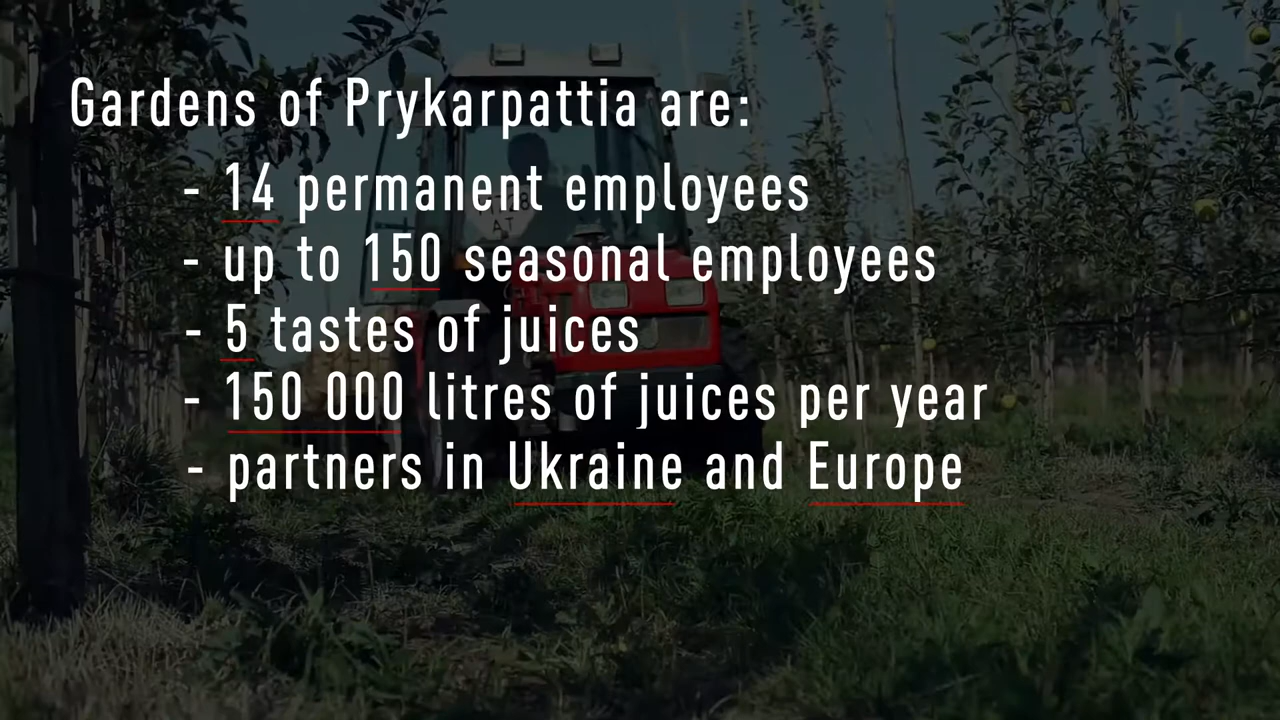 Gardens of Prykarpattia are:
- 14 permanent employees
- up to 150 seasonal employees
- 5 tastes of juices
- 150 000 litres of juices per year
- partners in Ukraine and Europe